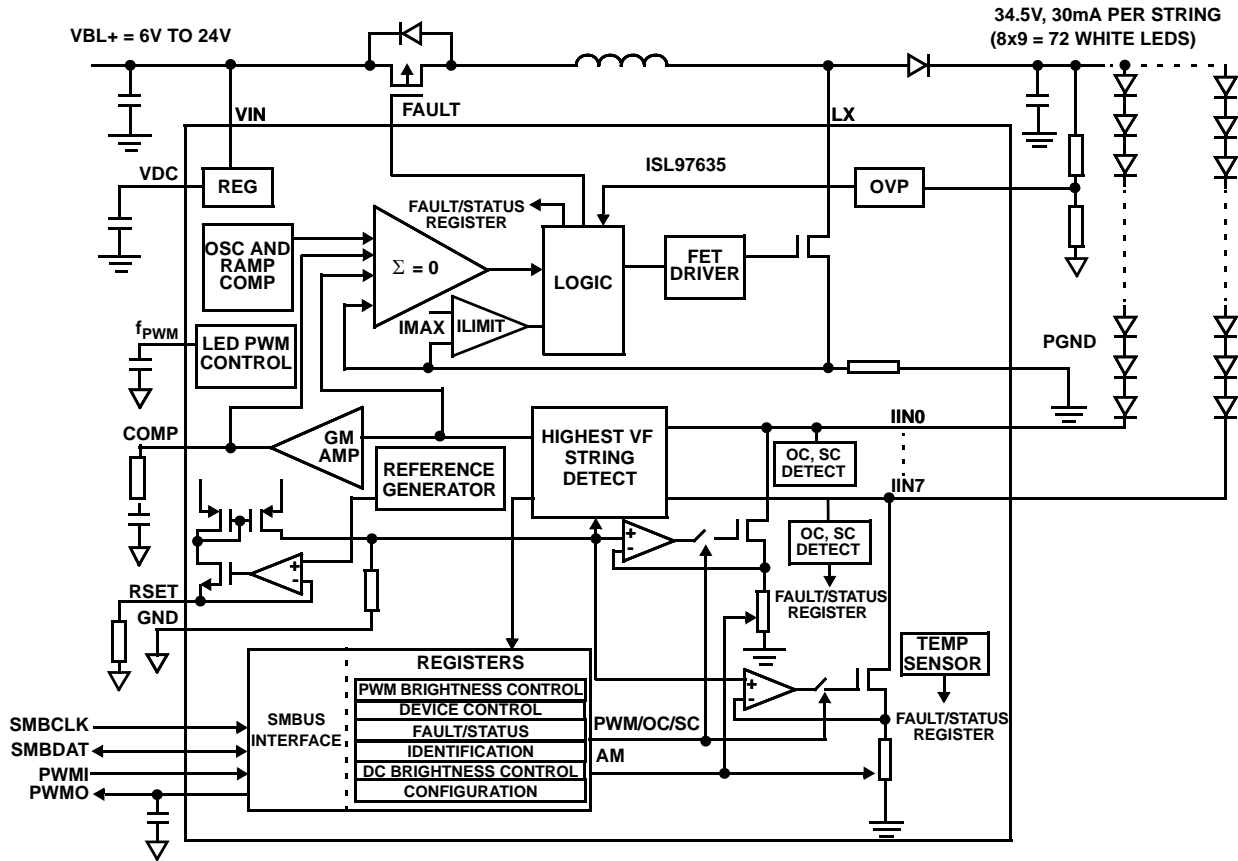 34.5V, 30mA PER STRING
(8x9 = 72 WHITE LEDS)
VBL+ = 6V TO 24V
FAULT
VIN
LX
VDC
REG
ISL97635
OVP
FAULT/STATUS
REGISTER
OSC AND
RAMP
COMP
Σ = 0
LOGIC
FET
DRIVER
IMAX
ILIMIT
fPWM
LED PWM
CONTROL
PGND
COMP
GM
AMP
HIGHEST VF
STRING
DETECT
IIN0
OC, SC
DETECT
REFERENCE
GENERATOR
IIN7
+
-
OC, SC
DETECT
+
-
RSET
FAULT/STATUS
REGISTER
GND
TEMP
SENSOR
REGISTERS
+
-
PWM BRIGHTNESS CONTROL
DEVICE CONTROL
FAULT/STATUS
REGISTER
SMBCLK
SMBUS
INTERFACE
FAULT/STATUS
PWM/OC/SC
SMBDAT
IDENTIFICATION
AM
PWMI
DC BRIGHTNESS CONTROL
PWMO
CONFIGURATION